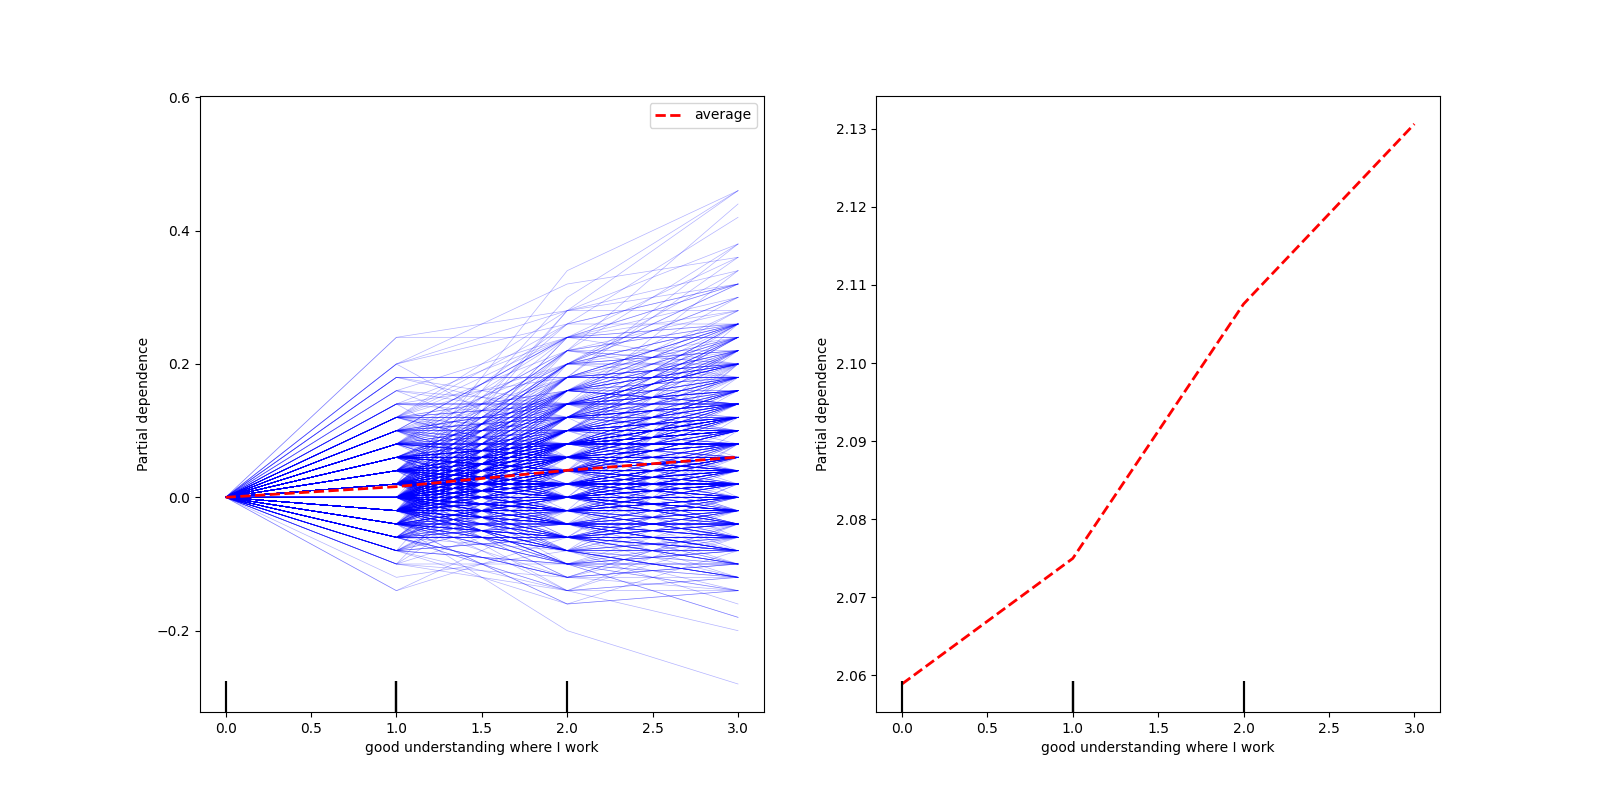 0.6
0.4
0.2
0.0
−0.2
Partial dependence
average
0.0 0.5 1.0 1.5 2.0 2.5 3.0
good understanding where I work
2.13
2.12
2.11
2.10
2.09
2.08
2.07
2.06
Partial dependence
0.0 0.5 1.0 1.5 2.0 2.5 3.0
good understanding where I work